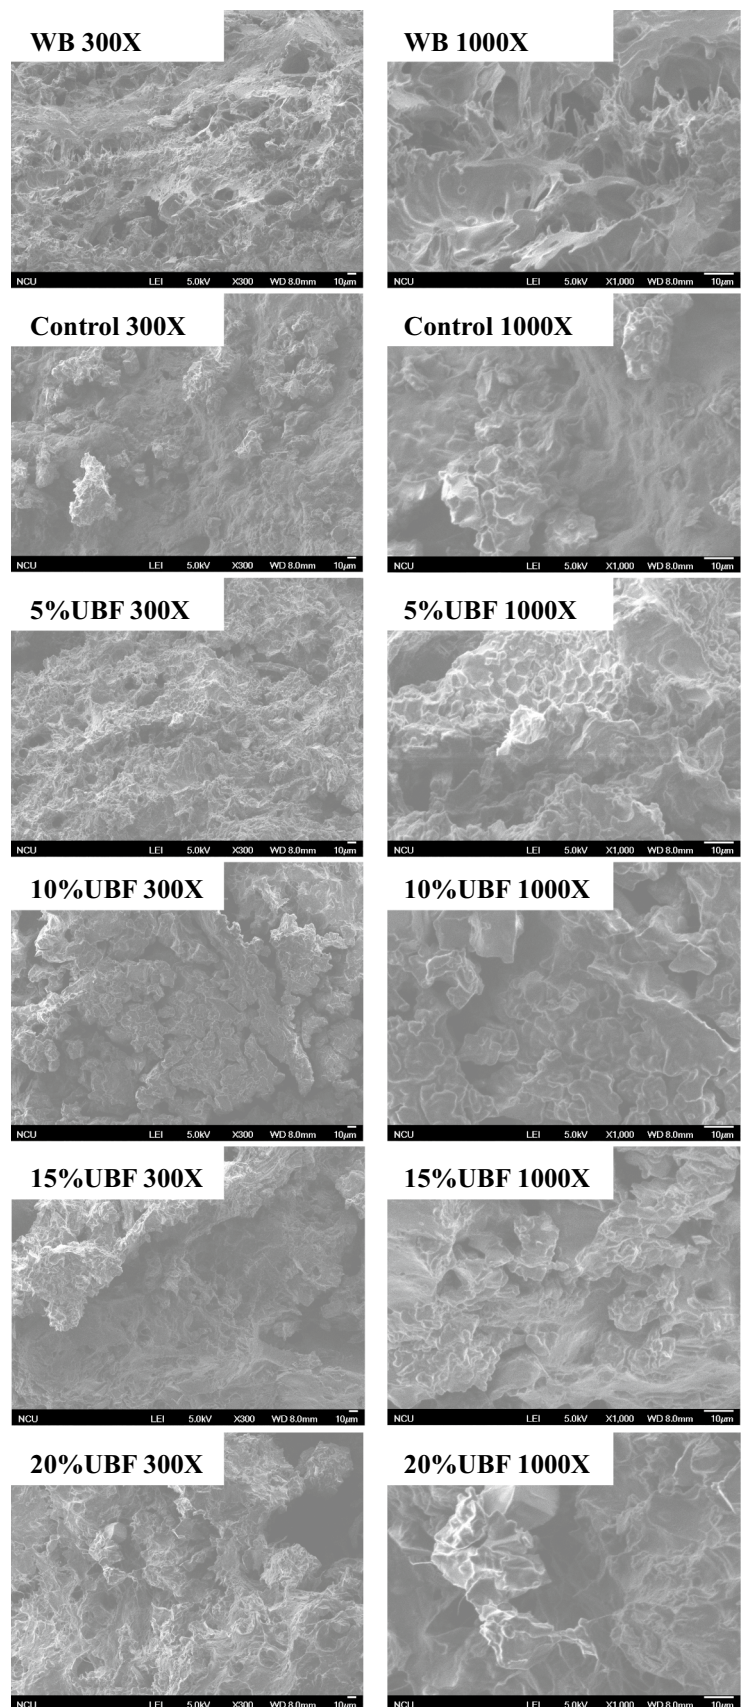 WB 300X
WB 1000X
NCU LEI 5.0kV X300 WD 8.0mm 10µm
NCU LEI 5.0kV X1,000 WD 8.0mm 10µm
Control 300X
Control 1000X
NCU LEI 5.0kV X300 WD 8.0mm 10µm
NCU LEI 5.0kV X1,000 WD 8.0mm 10µm
5%UBF 300X
5%UBF 1000X
NCU LEI 5.0kV X300 WD 8.0mm 10µm
NCU LEI 5.0kV X1,000 WD 8.0mm 10µm
10%UBF 300X
10%UBF 1000X
NCU LEI 5.0kV X300 WD 8.0mm 10µm
NCU LEI 5.0kV X1,000 WD 8.0mm 10µm
15%UBF 300X
15%UBF 1000X
NCU LEI 5.0kV X300 WD 8.0mm 10µm
NCU LEI 5.0kV X1,000 WD 8.0mm 10µm
20%UBF 300X
20%UBF 1000X
NCU LEI 5.0kV X300 WD 8.0mm 10µm
NCU LEI 5.0kV X1,000 WD 8.0mm 10µm